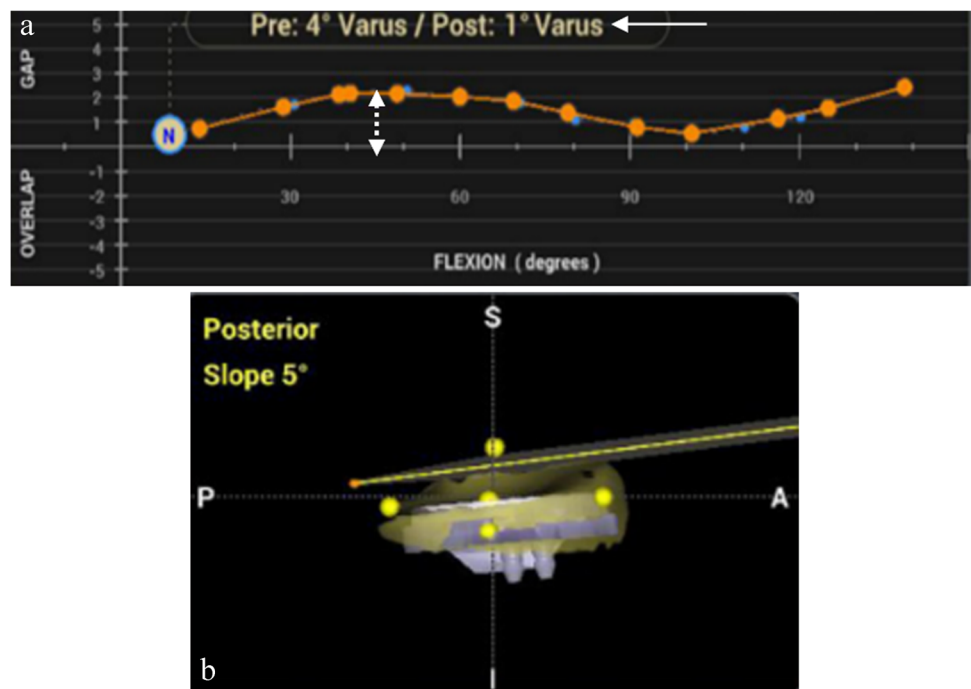 a
Pre: 4° Varus / Post: 1° Varus
GAP
5
4
3
2
1
N
-1
-2
-3
-4
-5
OVERLAP
30
60
90
120
FLEXION ( degrees )
Posterior
Slope 5°
S
P
A
I
b